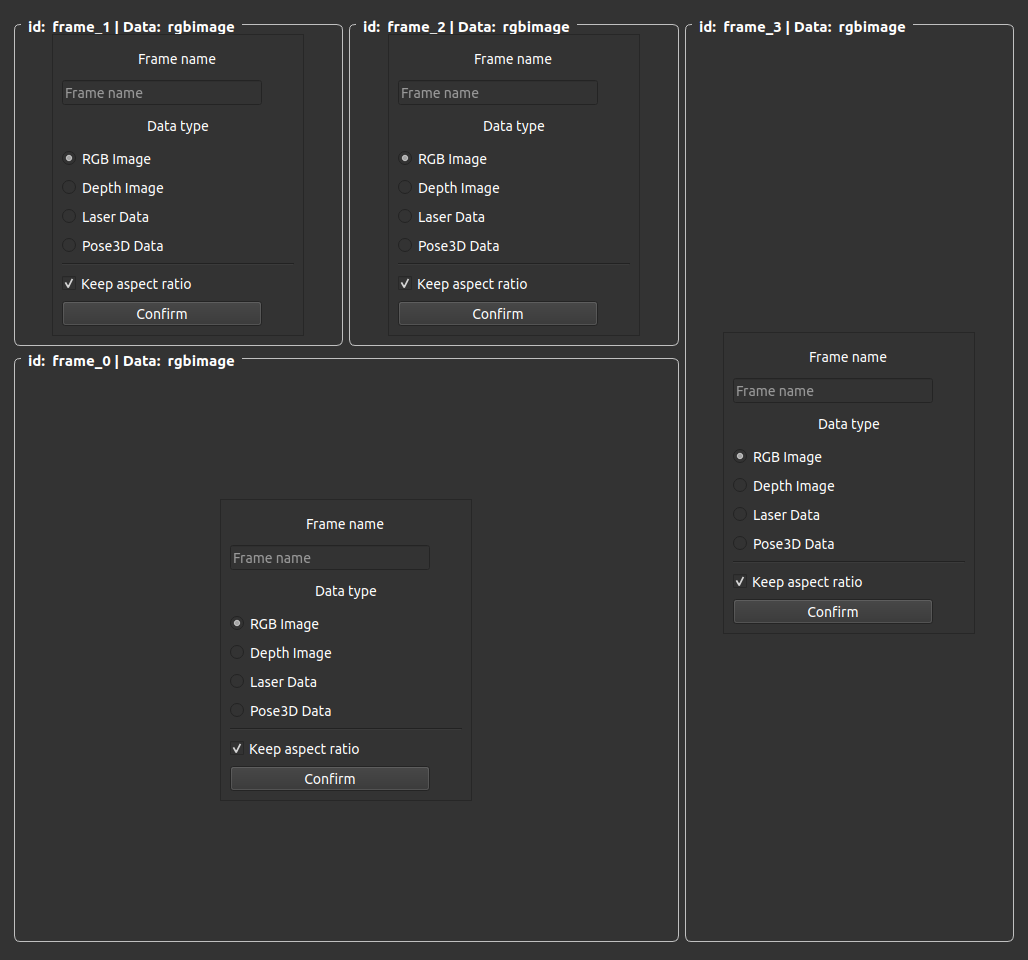 id: frame_1 | Data: rgbimage
Frame name
Frame name
Data type
RGB Image
Depth Image
Laser Data
Pose3D Data
Keep aspect ratio
Confirm
id: frame_2 | Data: rgbimage
Frame name
Frame name
Data type
RGB Image
Depth Image
Laser Data
Pose3D Data
Keep aspect ratio
Confirm
id: frame_3 | Data: rgbimage
Frame name
Frame name
Data type
RGB Image
Depth Image
Laser Data
Pose3D Data
Keep aspect ratio
Confirm
id: frame_0 | Data: rgbimage
Frame name
Frame name
Data type
RGB Image
Depth Image
Laser Data
Pose3D Data
Keep aspect ratio
Confirm